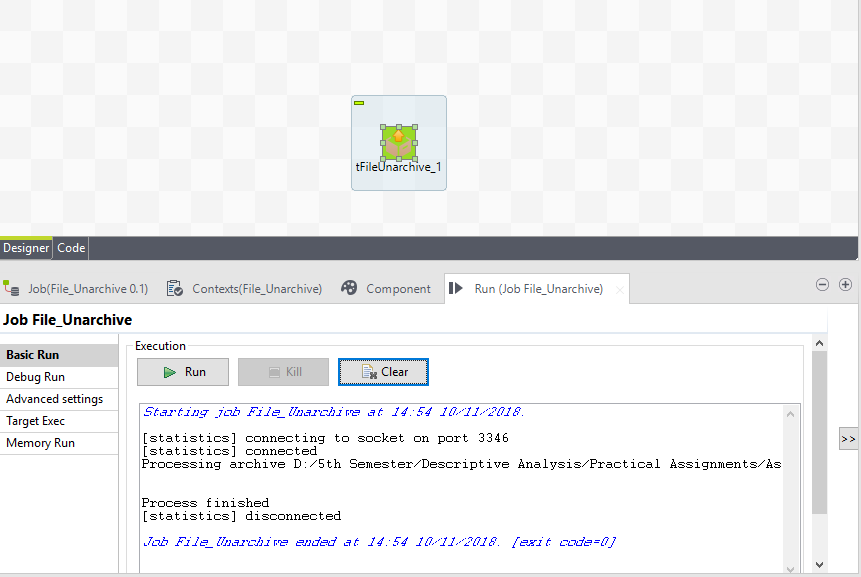 tFileUnarchive_1
Designer Code
Job(File_Unarchive 0.1) Contexts(File_Unarchive) Component Run (Job File_Unarchive)
Job File_Unarchive
Basic Run
Debug Run
Advanced settings
Target Exec
Memory Run
Execution
Run Kill Clear
Starting job File_Unarchive at 14:54 10/11/2018.
[statistics] connecting to socket on port 3346
[statistics] connected
Processing archive D:/5th Semester/Descriptive Analysis/Practical Assignments/As
Process finished
[statistics] disconnected
Job File_Unarchive ended at 14:54 10/11/2018. [exit code=0]
>>